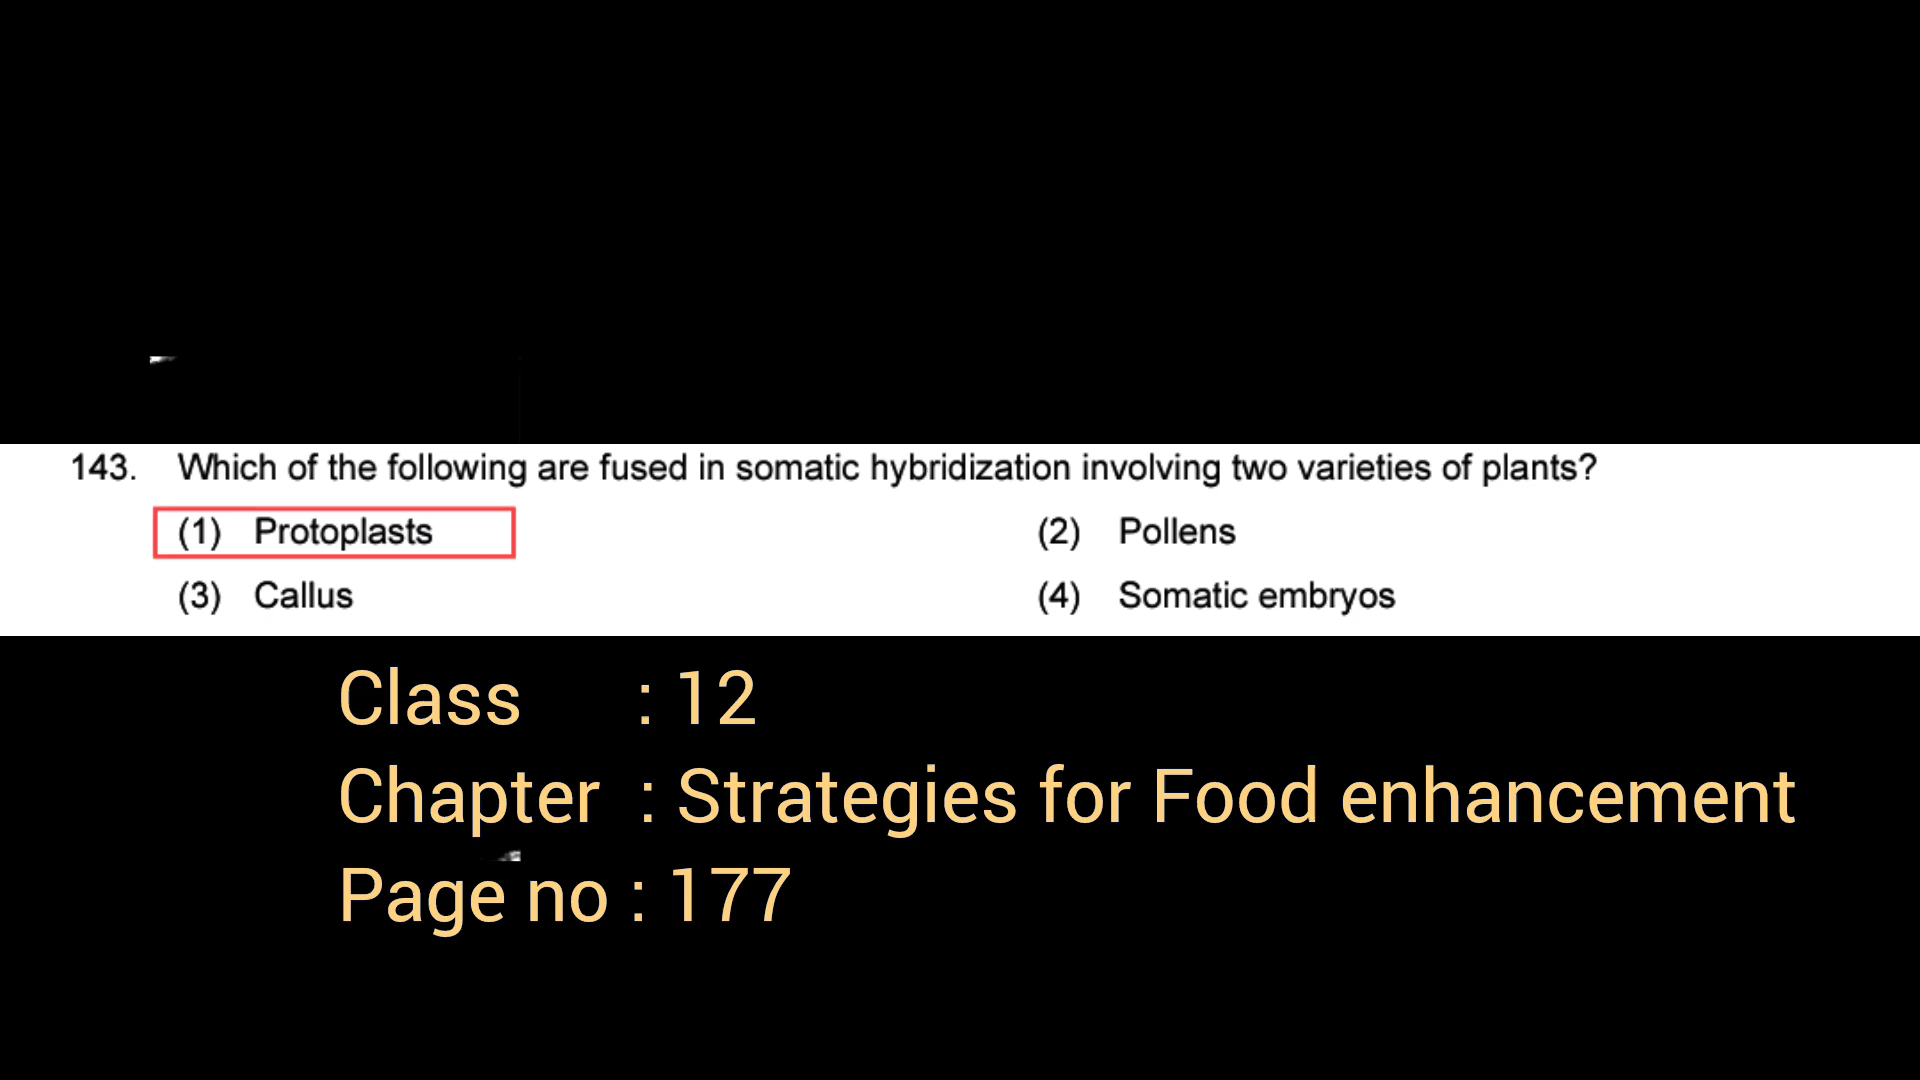 143. Which of the following are fused in somatic hybridization involving two varieties of plants?
(1) Protoplasts (2) Pollens
(3) Callus (4) Somatic embryos
Class : 12
Chapter : Strategies for Food enhancement
Page no : 177